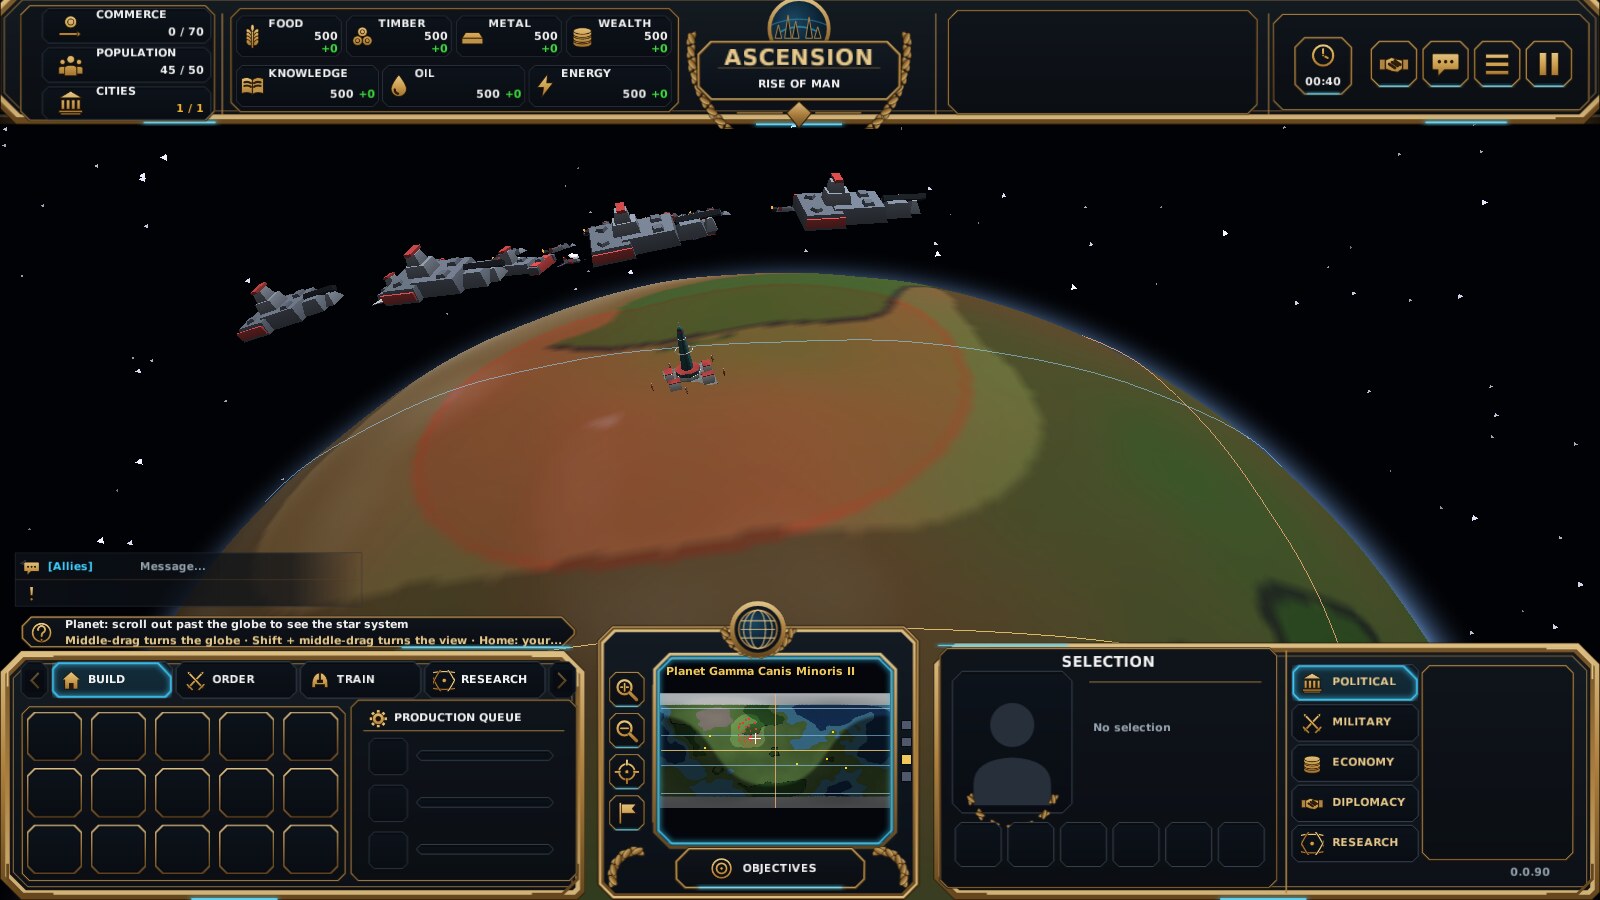 COMMERCE
0 / 70
POPULATION
45 / 50
CITIES
1 / 1
FOOD
500
+0
TIMBER
500
+0
METAL
500
+0
WEALTH
500
+0
KNOWLEDGE
500 +0
OIL
500 +0
ENERGY
500 +0
ASCENSION
RISE OF MAN
00:40
[Allies] Message...
!
Planet: scroll out past the globe to see the star system
Middle-drag turns the globe · Shift + middle-drag turns the view · Home: your...
BUILD
ORDER
TRAIN
RESEARCH
PRODUCTION QUEUE
Planet Gamma Canis Minoris II
OBJECTIVES
SELECTION
No selection
POLITICAL
MILITARY
ECONOMY
DIPLOMACY
RESEARCH
0.0.90